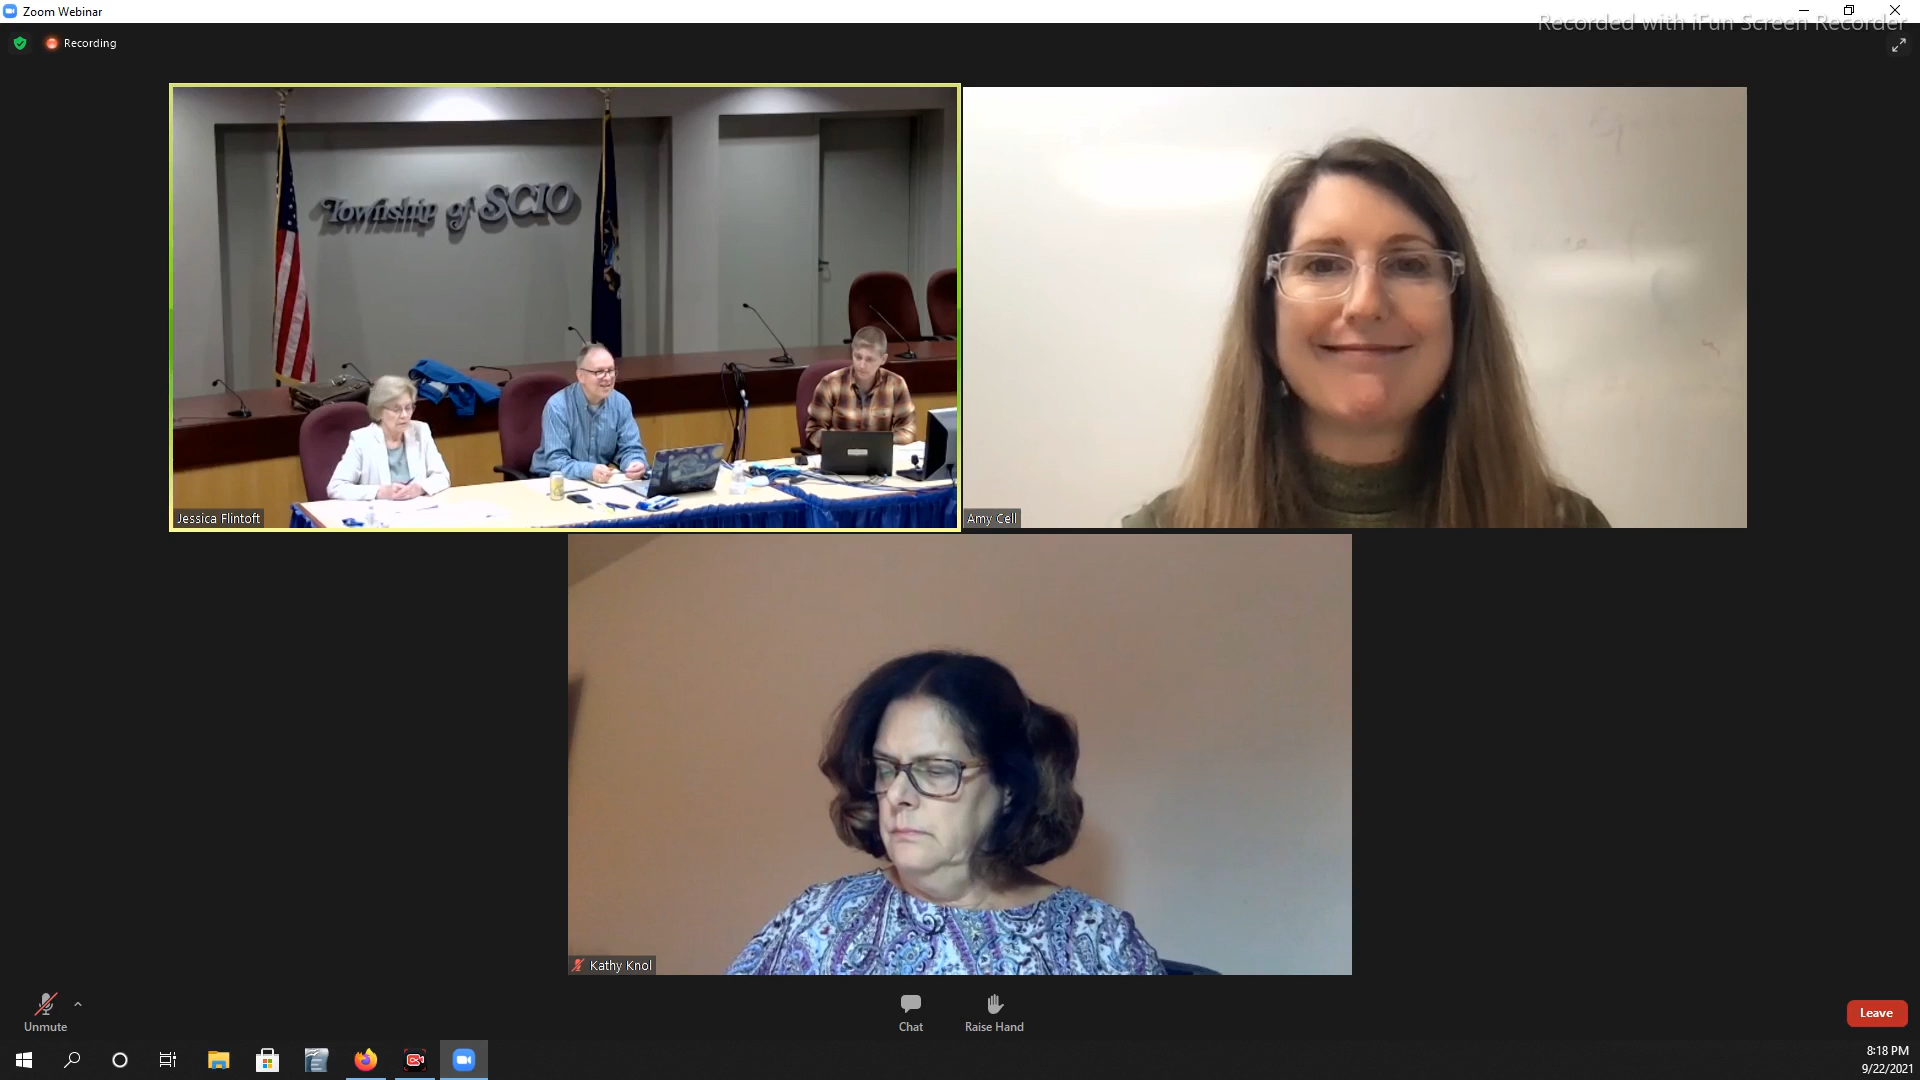 Zoom Webinar
Recorded with iFun Screen Recorder
Recording
Township of SCIO
Jessica Flintoft
Amy Cell
Kathy Knol
Unmute
Chat
Raise Hand
Leave
8:18 PM
9/22/2021